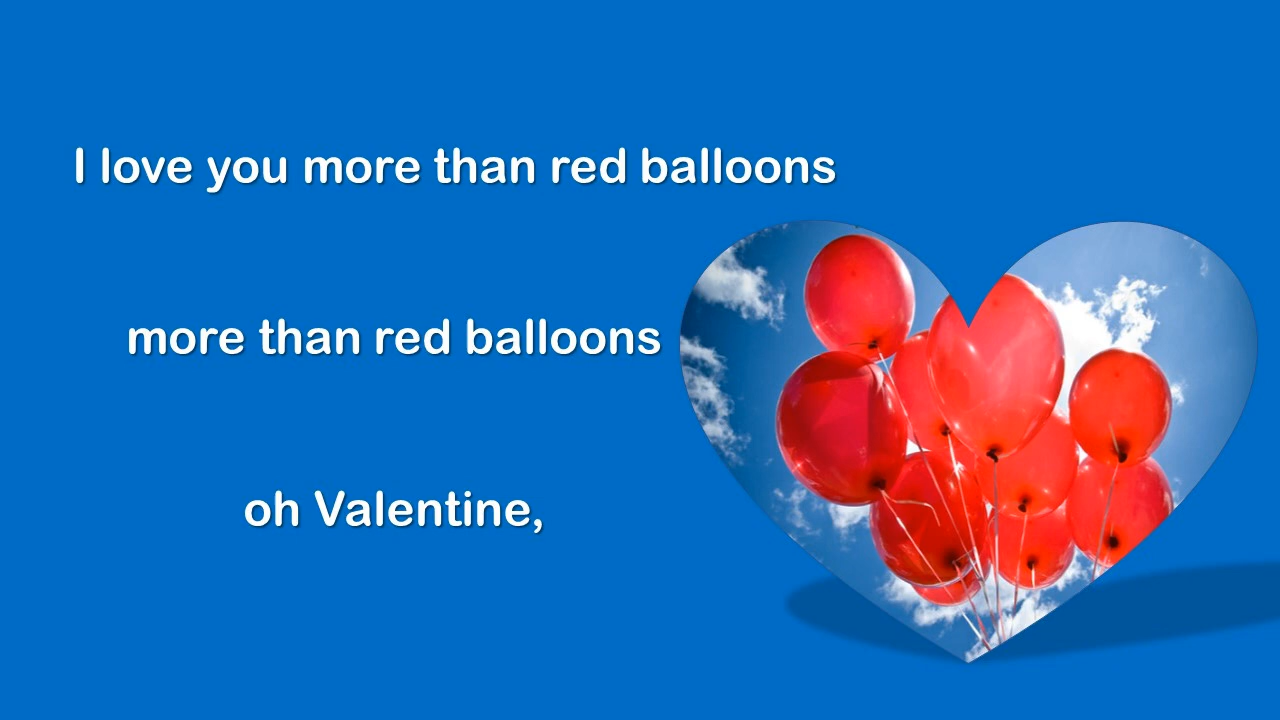 I love you more than red balloons
more than red balloons
oh Valentine,